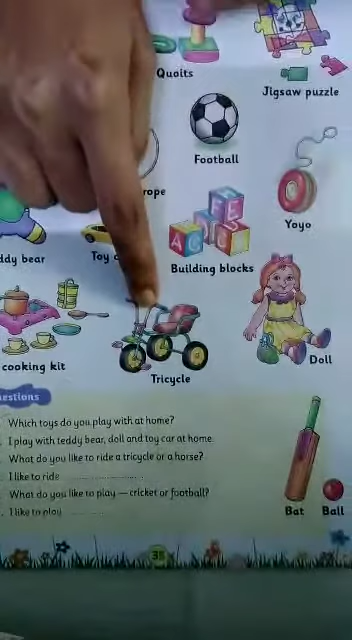 Quoits
Jigsaw puzzle
Football
rope
Yoyo
ddy bear
Toy
Building blocks
cooking kit
Tricycle
Doll
estions
Which toys do you play with at home?
I play with teddy bear, doll and toy car at home.
What do you like to ride a tricycle or a horse?
I like to ride ....................
What do you like to play — cricket or football?
I like to play ....................
Bat Ball
35